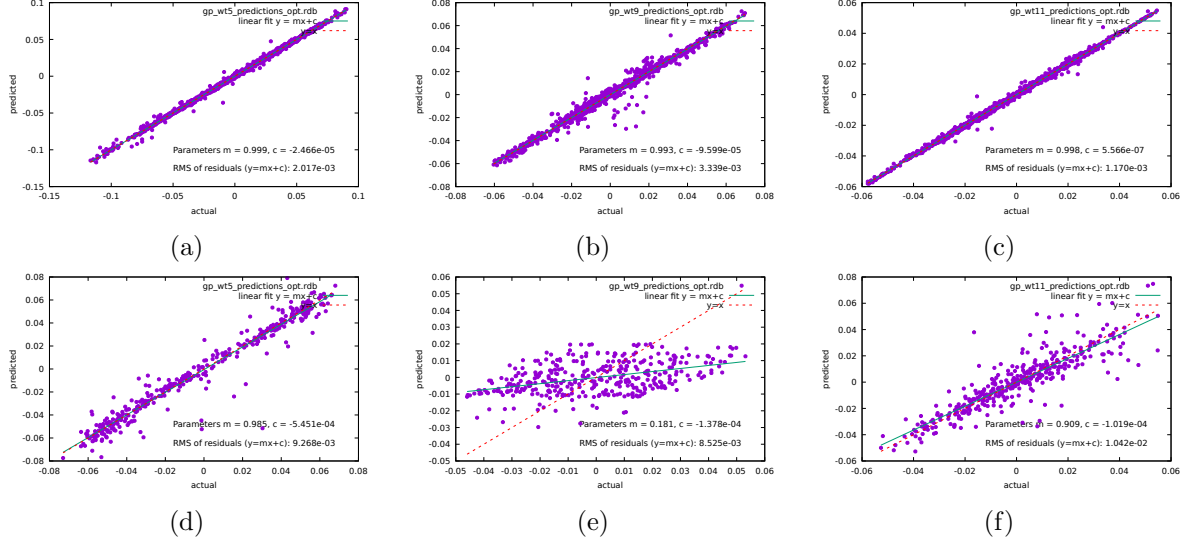 gp_wt5_predictions_opt.rdb
linear fit y = mx+c
y=x
predicted
0.1
0.05
0
-0.05
-0.1
-0.15
Parameters m = 0.999, c = -2.466e-05
RMS of residuals (y=mx+c): 2.017e-03
-0.15 -0.1 -0.05 0 0.05 0.1
actual
(a)
gp_wt9_predictions_opt.rdb
linear fit y = mx+c
y=x
predicted
0.08
0.06
0.04
0.02
0
-0.02
-0.04
-0.06
-0.08
Parameters m = 0.993, c = -9.599e-05
RMS of residuals (y=mx+c): 3.339e-03
-0.08 -0.06 -0.04 -0.02 0 0.02 0.04 0.06 0.08
actual
(b)
gp_wt11_predictions_opt.rdb
linear fit y = mx+c
y=x
predicted
0.06
0.04
0.02
0
-0.02
-0.04
-0.06
Parameters m = 0.998, c = 5.566e-07
RMS of residuals (y=mx+c): 1.170e-03
-0.06 -0.04 -0.02 0 0.02 0.04 0.06
actual
(c)
gp_wt5_predictions_opt.rdb
linear fit y = mx+c
y=x
predicted
0.08
0.06
0.04
0.02
0
-0.02
-0.04
-0.06
-0.08
Parameters m = 0.985, c = -5.451e-04
RMS of residuals (y=mx+c): 9.268e-03
-0.08 -0.06 -0.04 -0.02 0 0.02 0.04 0.06 0.08
actual
(d)
gp_wt9_predictions_opt.rdb
linear fit y = mx+c
y=x
predicted
0.06
0.05
0.04
0.03
0.02
0.01
0
-0.01
-0.02
-0.03
-0.04
-0.05
Parameters m = 0.181, c = -1.378e-04
RMS of residuals (y=mx+c): 8.525e-03
-0.05 -0.04 -0.03 -0.02 -0.01 0 0.01 0.02 0.03 0.04 0.05 0.06
actual
(e)
gp_wt11_predictions_opt.rdb
linear fit y = mx+c
y=x
predicted
0.08
0.06
0.04
0.02
0
-0.02
-0.04
-0.06
Parameters m = 0.909, c = -1.019e-04
RMS of residuals (y=mx+c): 1.042e-02
-0.06 -0.04 -0.02 0 0.02 0.04 0.06
actual
(f)